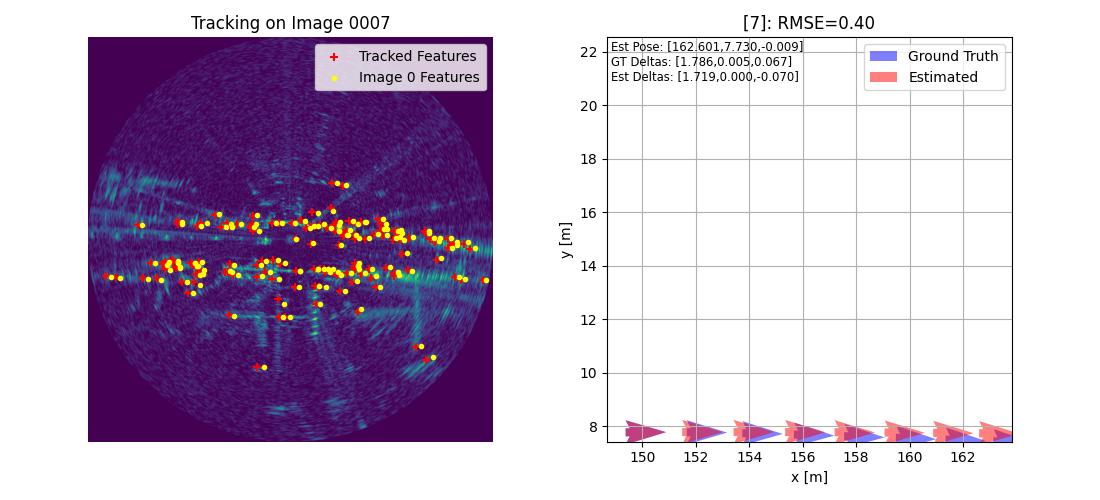 Tracking on Image 0007
Tracked Features
Image 0 Features
[7]: RMSE=0.40
Est Pose: [162.601,7.730,-0.009]
GT Deltas: [1.786,0.005,0.067]
Est Deltas: [1.719,0.000,-0.070]
Ground Truth
Estimated
22
20
18
16
14
12
10
8
y [m]
150 152 154 156 158 160 162
x [m]